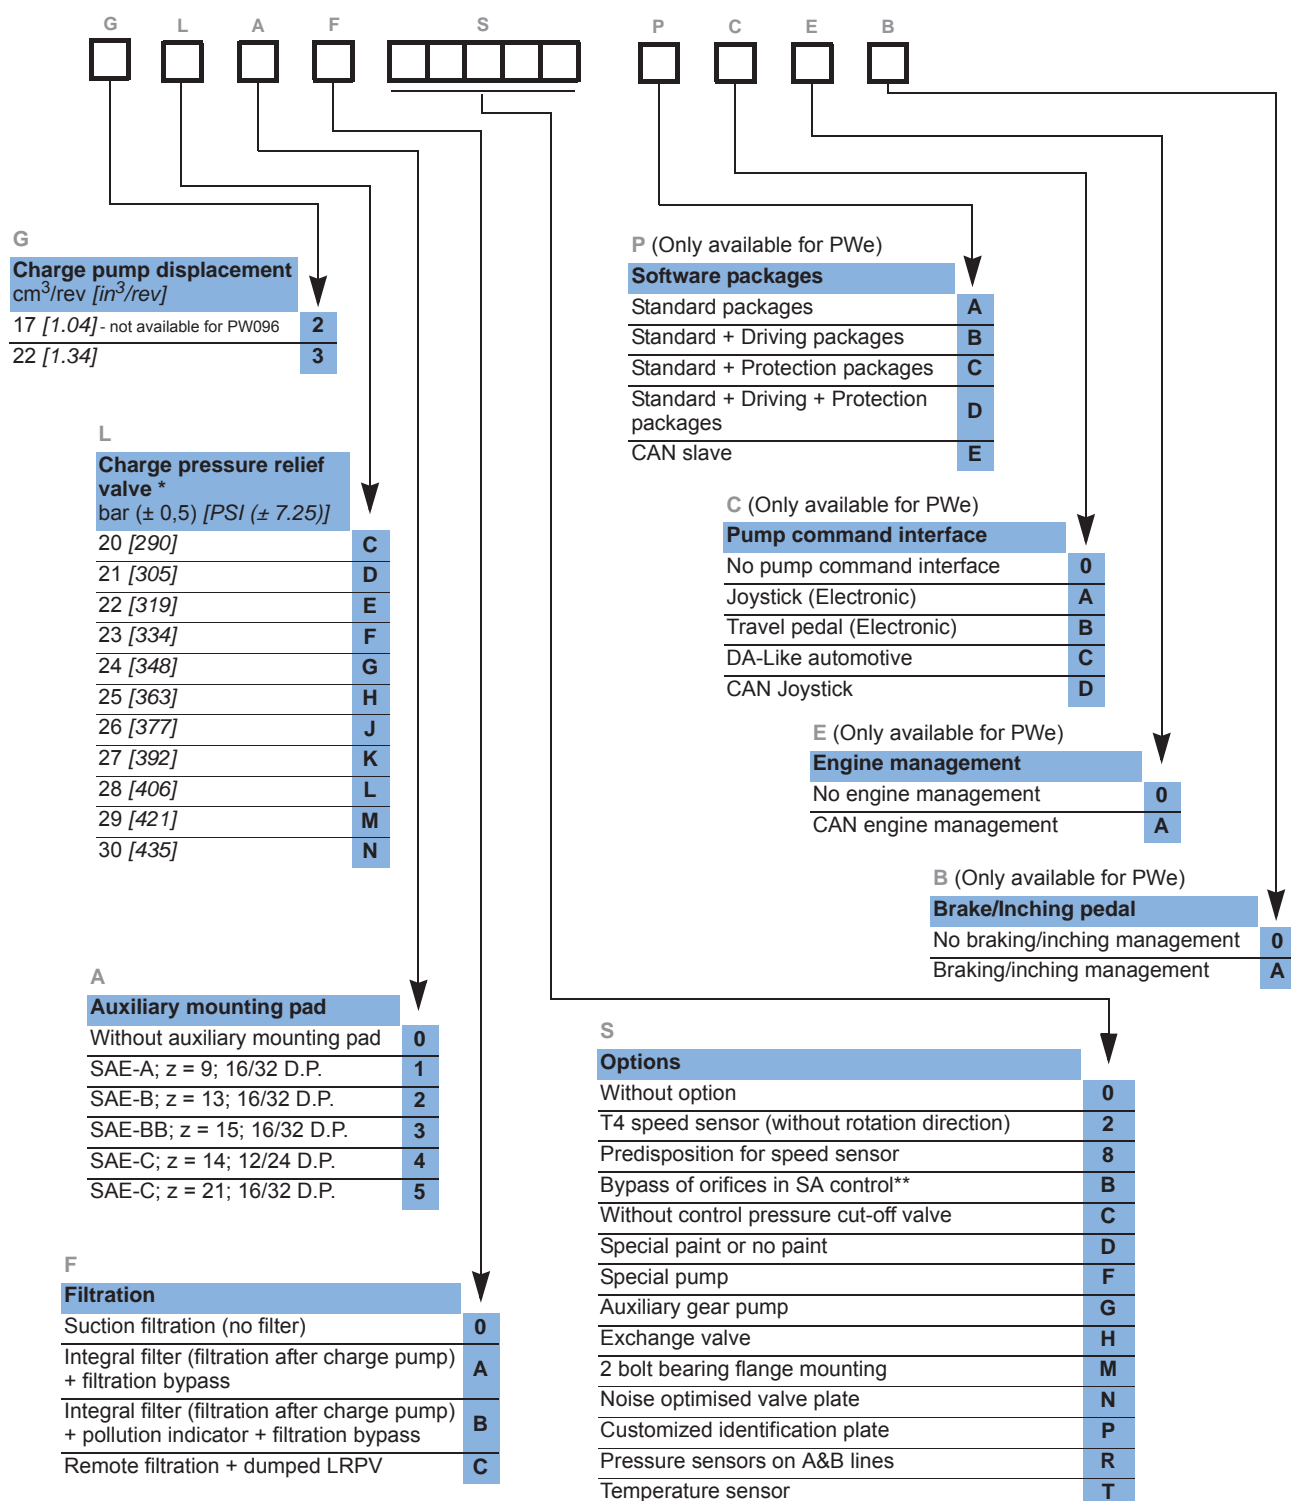 G L A F S P C E B
G
Charge pump displacement
cm3/rev [in3/rev]
17 [1.04] - not available for PW096 2
22 [1.34] 3
L
Charge pressure relief
valve *
bar (± 0,5) [PSI (± 7.25)]
20 [290] C
21 [305] D
22 [319] E
23 [334] F
24 [348] G
25 [363] H
26 [377] J
27 [392] K
28 [406] L
29 [421] M
30 [435] N
A
Auxiliary mounting pad
Without auxiliary mounting pad 0
SAE-A; z = 9; 16/32 D.P. 1
SAE-B; z = 13; 16/32 D.P. 2
SAE-BB; z = 15; 16/32 D.P. 3
SAE-C; z = 14; 12/24 D.P. 4
SAE-C; z = 21; 16/32 D.P. 5
F
Filtration
Suction filtration (no filter) 0
Integral filter (filtration after charge pump)
+ filtration bypass A
Integral filter (filtration after charge pump)
+ pollution indicator + filtration bypass B
Remote filtration + dumped LRPV C
P (Only available for PWe)
Software packages
Standard packages A
Standard + Driving packages B
Standard + Protection packages C
Standard + Driving + Protection
packages D
CAN slave E
C (Only available for PWe)
Pump command interface
No pump command interface 0
Joystick (Electronic) A
Travel pedal (Electronic) B
DA-Like automotive C
CAN Joystick D
E (Only available for PWe)
Engine management
No engine management 0
CAN engine management A
B (Only available for PWe)
Brake/Inching pedal
No braking/inching management 0
Braking/inching management A
S
Options
Without option 0
T4 speed sensor (without rotation direction) 2
Predisposition for speed sensor 8
Bypass of orifices in SA control** B
Without control pressure cut-off valve C
Special paint or no paint D
Special pump F
Auxiliary gear pump G
Exchange valve H
2 bolt bearing flange mounting M
Noise optimised valve plate N
Customized identification plate P
Pressure sensors on A&B lines R
Temperature sensor T